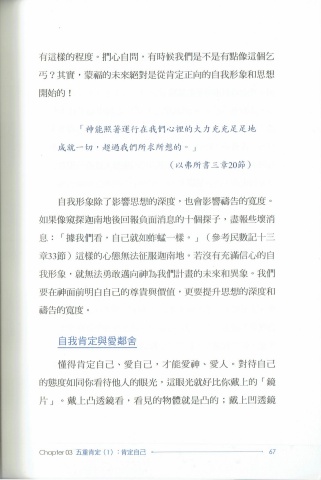 有這樣的程度。捫心自問，有時候我們是不是有點像這個乞
丐？其實，蒙福的未來絕對是從肯定正向的自我形象和思想
開始的！
「神能照著運行在我們心裡的大力充充足足地
成就一切，超過我們所求所想的。」
（以弗所書三章20節）
自我形象除了影響思想的深度，也會影響禱告的寬度。
如果像窺探迦南地後回報負面消息的十個探子，盡報些壞消
息：「據我們看，自己就如蚱蜢一樣。」（參考民數記十三
章33節）這樣的心態無法征服迦南地。若沒有充滿信心的自
我形象，就無法勇敢邁向神為我們計畫的未來和異象。我們
要在神面前明白自己的尊貴與價值，更要提升思想的深度和
禱告的寬度。
自我肯定與愛鄰舍
懂得肯定自己、愛自己，才能愛神、愛人。對待自己
的態度如同你看待他人的眼光，這眼光就好比你戴上的「鏡
片」。戴上凸透鏡看，看見的物體就是凸的；戴上凹透鏡
Chapter 03 五重肯定（1）：肯定自己
67